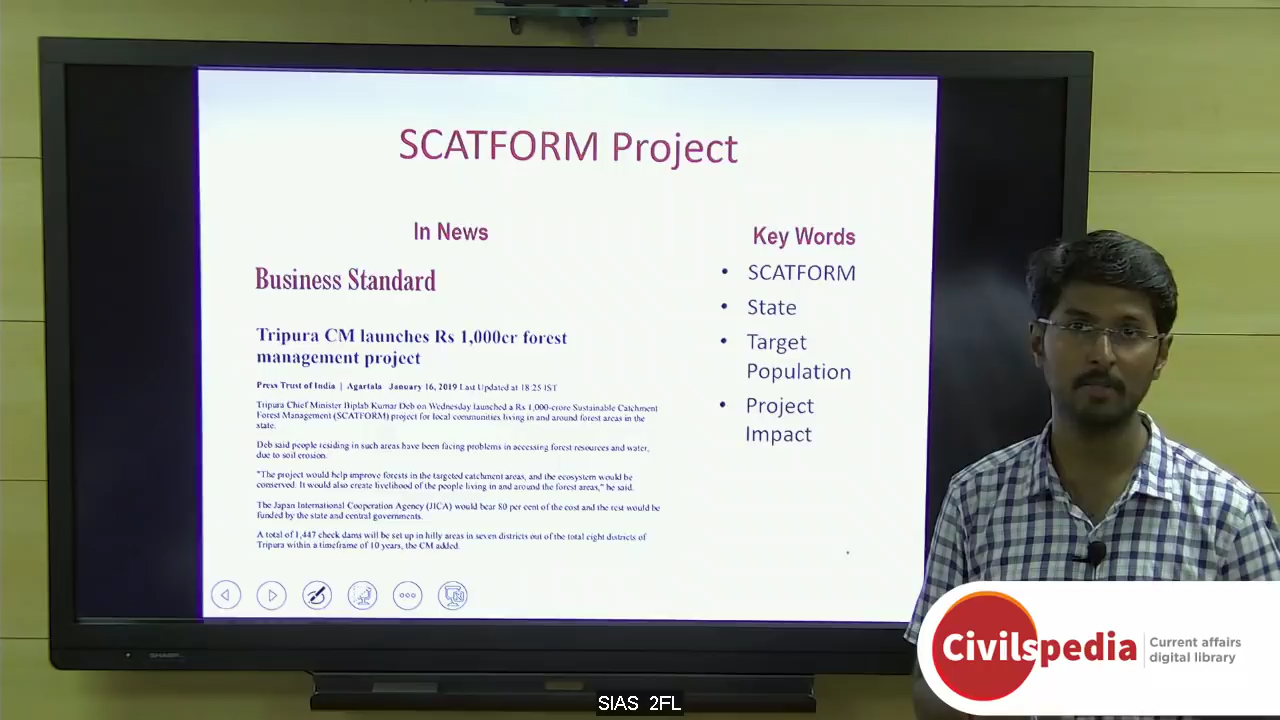 SCATFORM Project
In News
Business Standard
Tripura CM launches Rs 1,000cr forest
management project
Press Trust of India | Agartala January 16, 2019 Last Updated at 18:25 IST
Tripura Chief Minister Biplab Kumar Deb on Wednesday launched a Rs 1,000-crore Sustainable Catchment
Forest Management (SCATFORM) project for local communities living in and around forest areas in the
state.
Deb said people residing in such areas have been facing problems in accessing forest resources and water,
due to soil erosion.
"The project would help improve forests in the targeted catchment areas, and the ecosystem would be
conserved. It would also create livelihood of the people living in and around the forest areas," he said.
The Japan International Cooperation Agency (JICA) would bear 80 per cent of the cost and the rest would be
funded by the state and central governments.
A total of 1,447 check dams will be set up in hilly areas in seven districts out of the total eight districts of
Tripura within a timeframe of 10 years, the CM added.
Key Words
• SCATFORM
• State
• Target
Population
• Project
Impact
SHARP
Civilspedia
Current affairs
digital library
SIAS 2FL